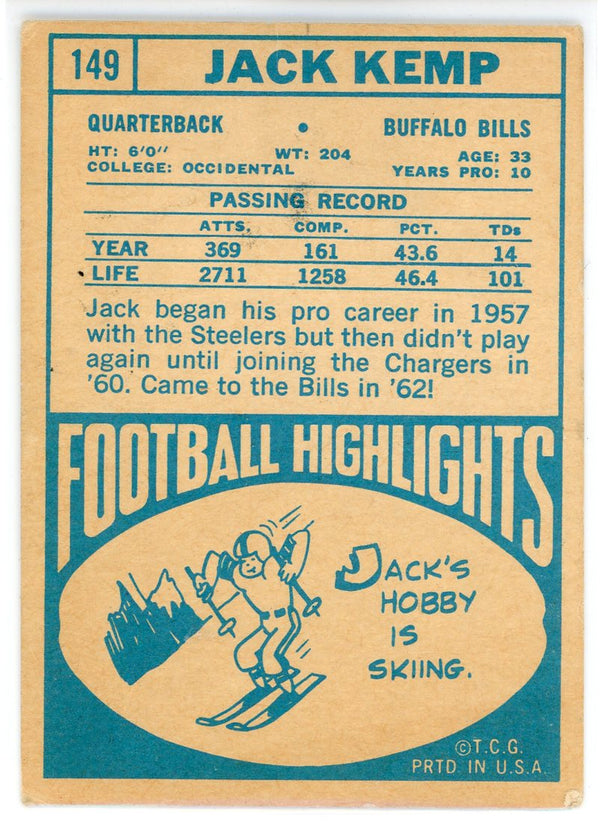 149 JACK KEMP
QUARTERBACK • BUFFALO BILLS
HT: 6'0" WT: 204 AGE: 33
COLLEGE: OCCIDENTAL YEARS PRO: 10
PASSING RECORD
ATTS. COMP. PCT. TDs
YEAR 369 161 43.6 14
LIFE 2711 1258 46.4 101
Jack began his pro career in 1957
with the Steelers but then didn't play
again until joining the Chargers in
'60. Came to the Bills in '62!
FOOTBALL HIGHLIGHTS
JACK'S
HOBBY
IS
SKIING.
©T.C.G.
PRTD. IN U.S.A.